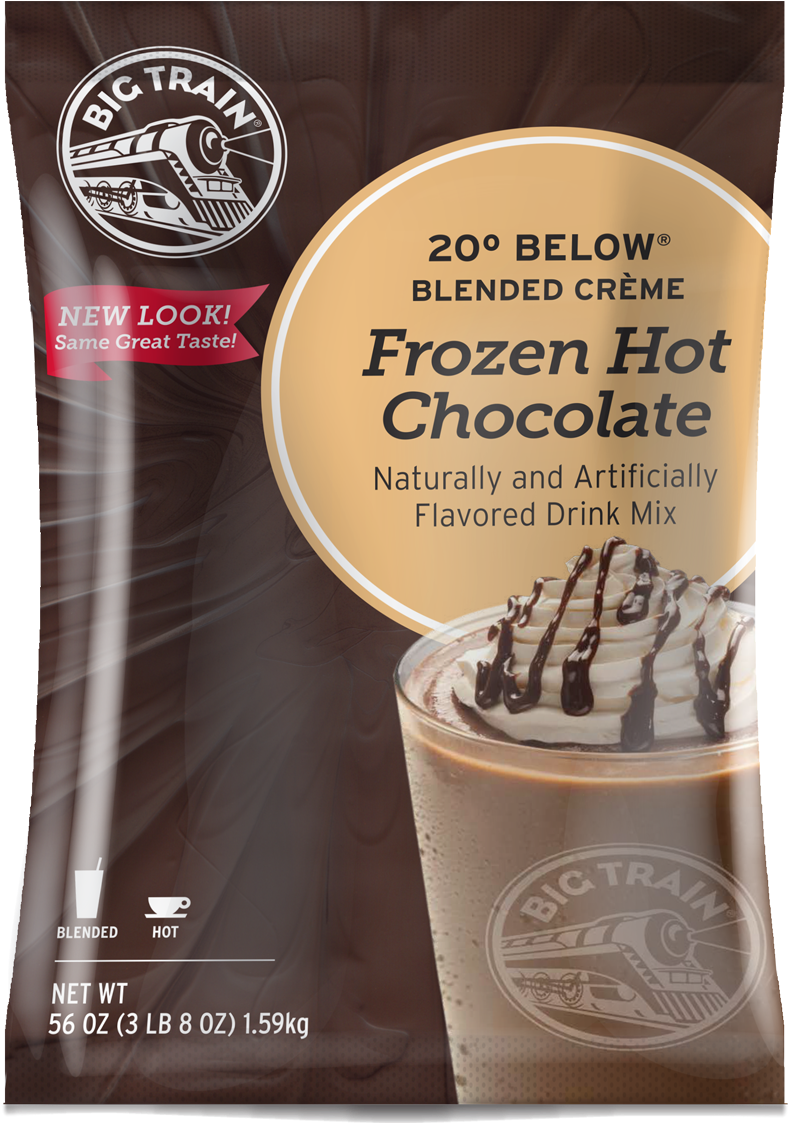 BIG TRAIN®
NEW LOOK!
Same Great Taste!
20º BELOW®
BLENDED CRÈME
Frozen Hot
Chocolate
Naturally and Artificially
Flavored Drink Mix
BIG TRAIN®
BLENDED
HOT
NET WT
56 OZ (3 LB 8 OZ) 1.59kg